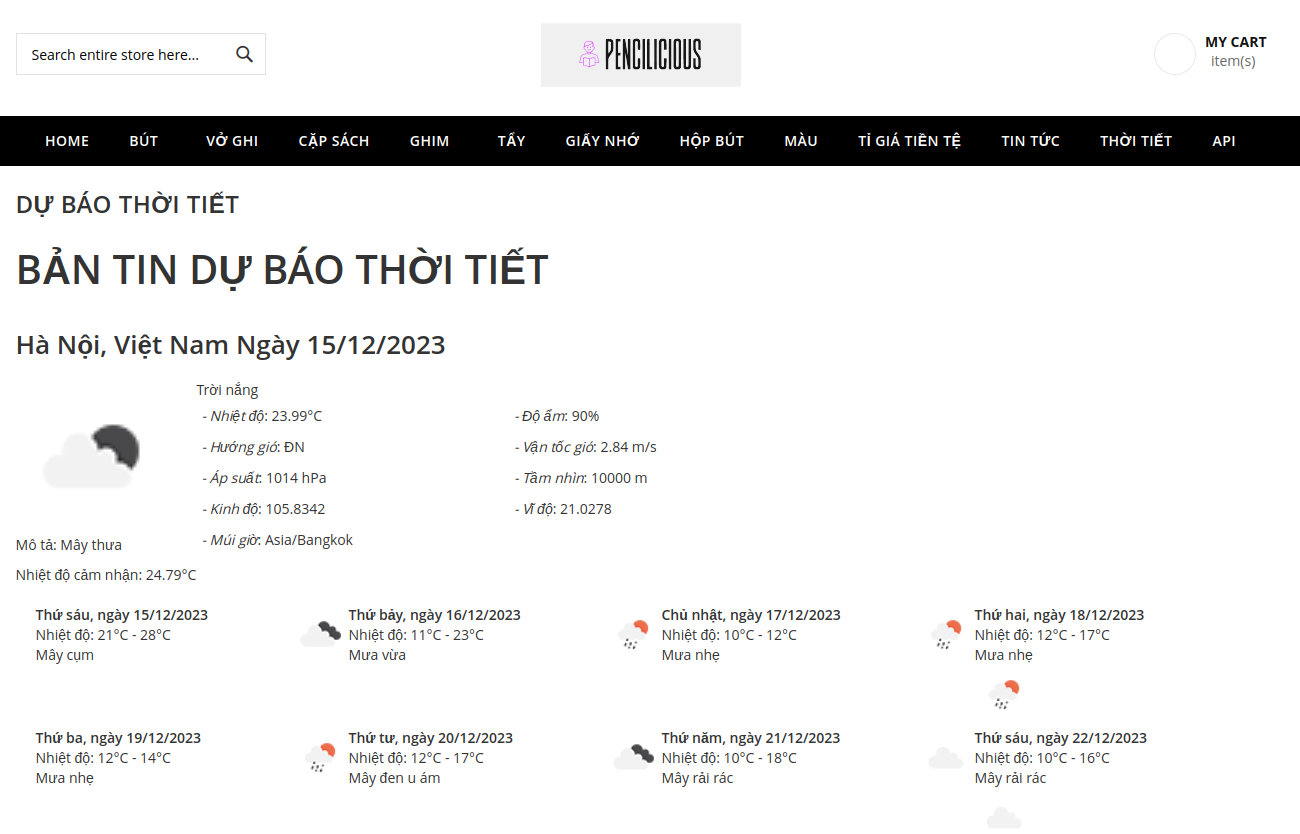 Search entire store here...
PENCILICIOUS
MY CART
item(s)
HOME BÚT VỞ GHI CẶP SÁCH GHIM TẨY GIẤY NHỚ HỘP BÚT MÀU TỈ GIÁ TIỀN TỆ TIN TỨC THỜI TIẾT API
DỰ BÁO THỜI TIẾT
BẢN TIN DỰ BÁO THỜI TIẾT
Hà Nội, Việt Nam Ngày 15/12/2023
Trời nắng
- Nhiệt độ: 23.99°C - Độ ẩm: 90%
- Hướng gió: ĐN - Vận tốc gió: 2.84 m/s
- Áp suất: 1014 hPa - Tầm nhìn: 10000 m
- Kinh độ: 105.8342 - Vĩ độ: 21.0278
- Múi giờ: Asia/Bangkok
Mô tả: Mây thưa
Nhiệt độ cảm nhận: 24.79°C
Thứ sáu, ngày 15/12/2023
Nhiệt độ: 21°C - 28°C
Mây cụm
Thứ bảy, ngày 16/12/2023
Nhiệt độ: 11°C - 23°C
Mưa vừa
Chủ nhật, ngày 17/12/2023
Nhiệt độ: 10°C - 12°C
Mưa nhẹ
Thứ hai, ngày 18/12/2023
Nhiệt độ: 12°C - 17°C
Mưa nhẹ
Thứ ba, ngày 19/12/2023
Nhiệt độ: 12°C - 14°C
Mưa nhẹ
Thứ tư, ngày 20/12/2023
Nhiệt độ: 12°C - 17°C
Mây đen u ám
Thứ năm, ngày 21/12/2023
Nhiệt độ: 10°C - 18°C
Mây rải rác
Thứ sáu, ngày 22/12/2023
Nhiệt độ: 10°C - 16°C
Mây rải rác